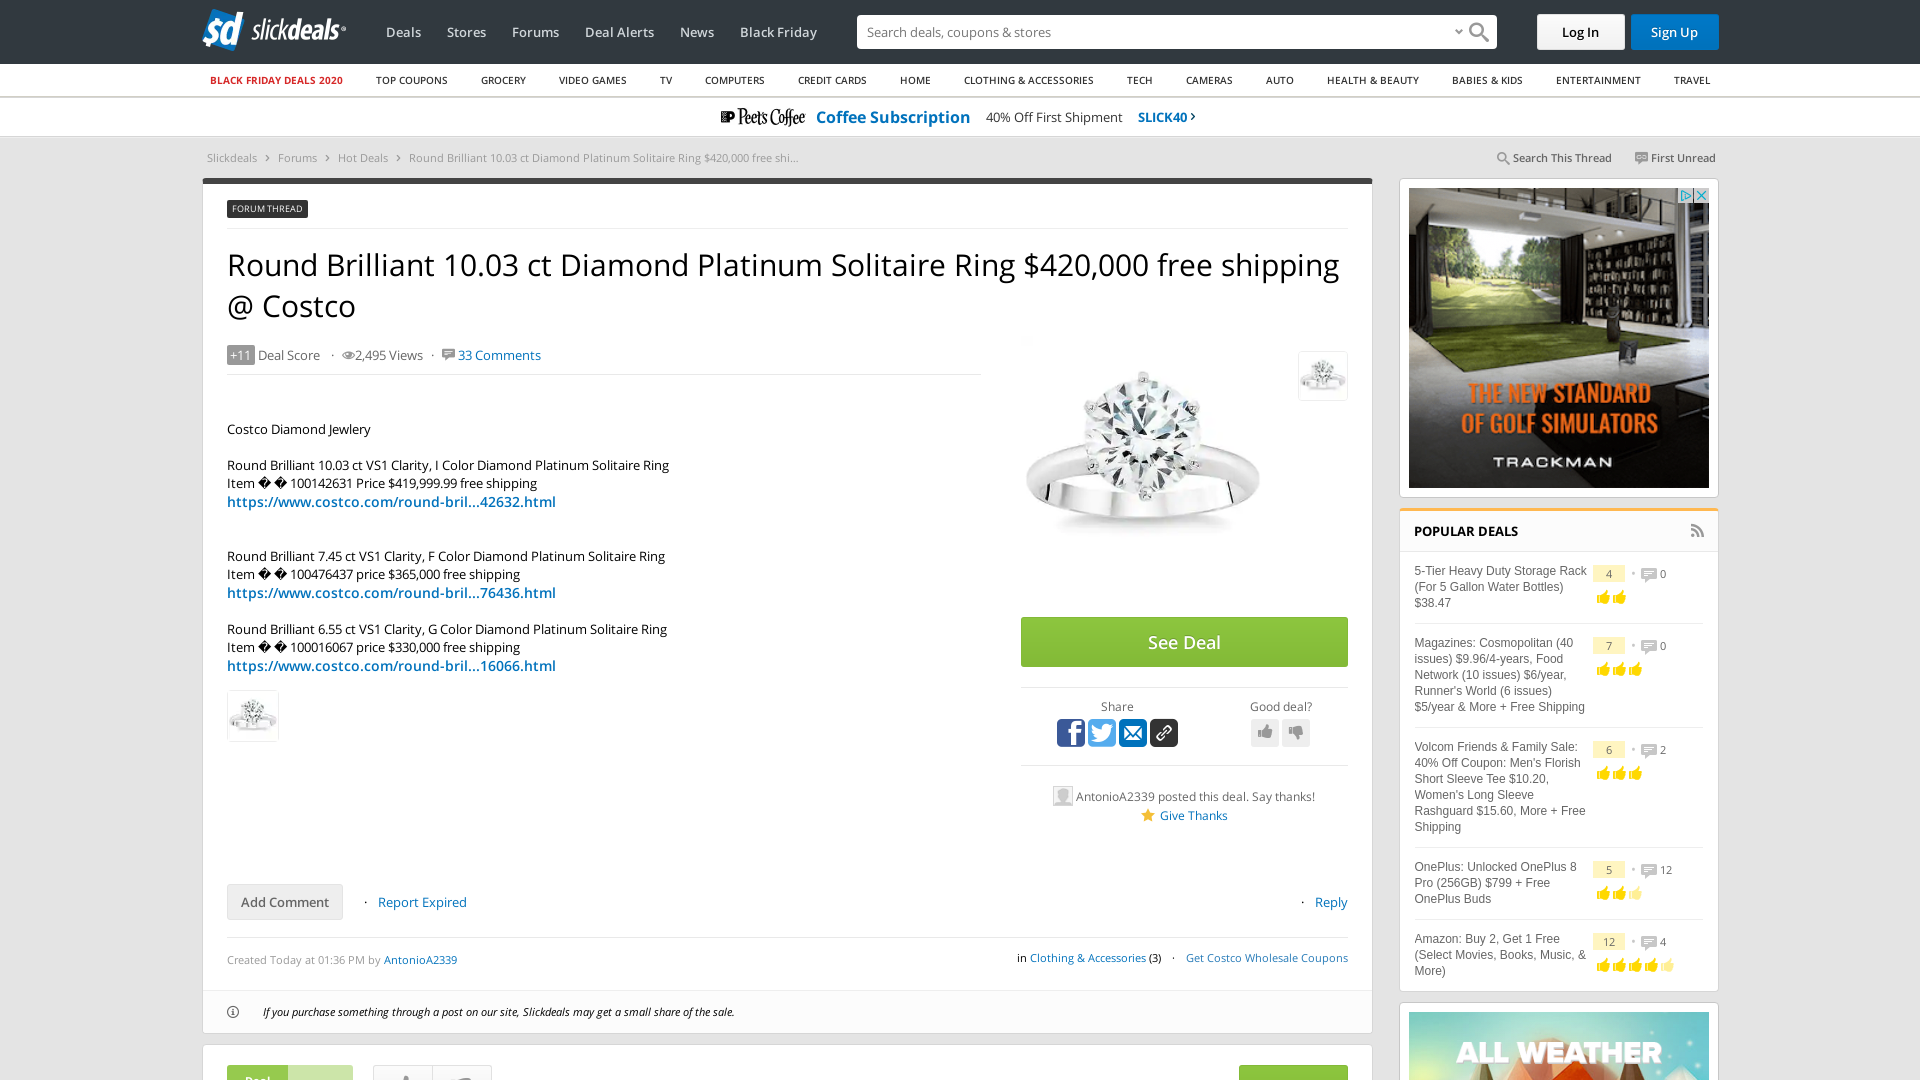 sd slickdeals
Deals
Stores
Forums
Deal Alerts
News
Black Friday
Search deals, coupons & stores
Log In
Sign Up
BLACK FRIDAY DEALS 2020
TOP COUPONS
GROCERY
VIDEO GAMES
TV
COMPUTERS
CREDIT CARDS
HOME
CLOTHING & ACCESSORIES
TECH
CAMERAS
AUTO
HEALTH & BEAUTY
BABIES & KIDS
ENTERTAINMENT
TRAVEL
Peet's Coffee Coffee Subscription 40% Off First Shipment SLICK40 ›
Slickdeals › Forums › Hot Deals › Round Brilliant 10.03 ct Diamond Platinum Solitaire Ring $420,000 free shi...
Search This Thread
First Unread
FORUM THREAD
Round Brilliant 10.03 ct Diamond Platinum Solitaire Ring $420,000 free shipping
@ Costco
+11 Deal Score · 2,495 Views · 33 Comments
Costco Diamond Jewlery
Round Brilliant 10.03 ct VS1 Clarity, I Color Diamond Platinum Solitaire Ring
Item � � 100142631 Price $419,999.99 free shipping
https://www.costco.com/round-bril...42632.html
Round Brilliant 7.45 ct VS1 Clarity, F Color Diamond Platinum Solitaire Ring
Item � � 100476437 price $365,000 free shipping
https://www.costco.com/round-bril...76436.html
Round Brilliant 6.55 ct VS1 Clarity, G Color Diamond Platinum Solitaire Ring
Item � � 100016067 price $330,000 free shipping
https://www.costco.com/round-bril...16066.html
See Deal
Share
Good deal?
AntonioA2339 posted this deal. Say thanks!
Give Thanks
Add Comment · Report Expired
· Reply
Created Today at 01:36 PM by AntonioA2339
in Clothing & Accessories (3) · Get Costco Wholesale Coupons
If you purchase something through a post on our site, Slickdeals may get a small share of the sale.
THE NEW STANDARD
OF GOLF SIMULATORS
TRACKMAN
POPULAR DEALS
5-Tier Heavy Duty Storage Rack
(For 5 Gallon Water Bottles)
$38.47
4 • 0
Magazines: Cosmopolitan (40
issues) $9.96/4-years, Food
Network (10 issues) $6/year,
Runner's World (6 issues)
$5/year & More + Free Shipping
7 • 0
Volcom Friends & Family Sale:
40% Off Coupon: Men's Florish
Short Sleeve Tee $10.20,
Women's Long Sleeve
Rashguard $15.60, More + Free
Shipping
6 • 2
OnePlus: Unlocked OnePlus 8
Pro (256GB) $799 + Free
OnePlus Buds
5 • 12
Amazon: Buy 2, Get 1 Free
(Select Movies, Books, Music, &
More)
12 • 4
ALL WEATHER